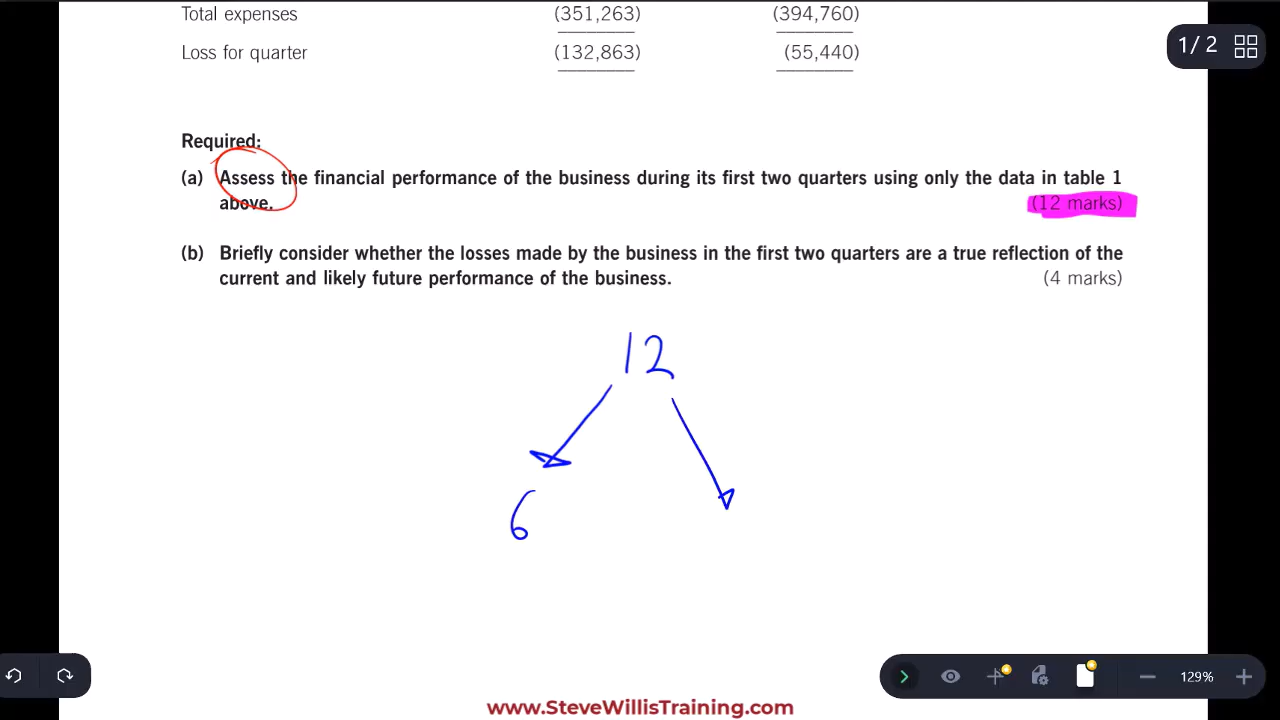 Total expenses (351,263) (394,760)
Loss for quarter (132,863) (55,440)
1/ 2
Required:
(a) Assess the financial performance of the business during its first two quarters using only the data in table 1
above. (12 marks)
(b) Briefly consider whether the losses made by the business in the first two quarters are a true reflection of the
current and likely future performance of the business. (4 marks)
12
6
129%
www.SteveWillisTraining.com